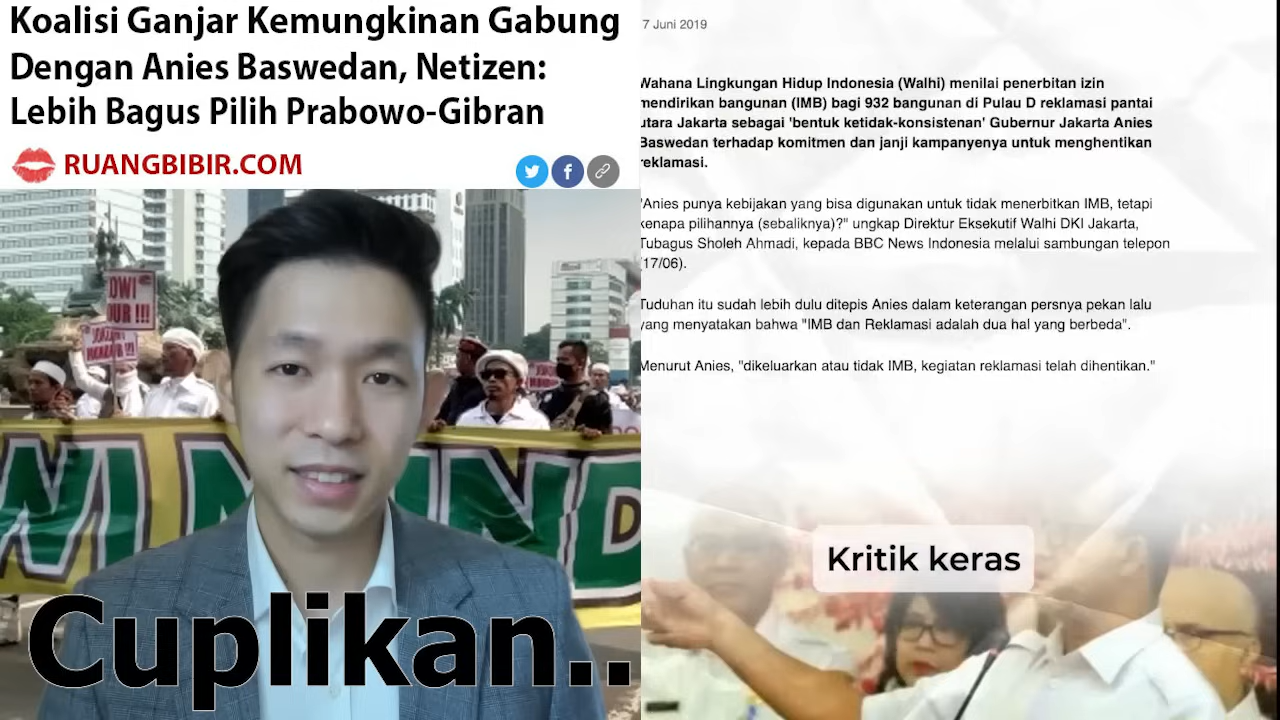 Koalisi Ganjar Kemungkinan Gabung
Dengan Anies Baswedan, Netizen:
Lebih Bagus Pilih Prabowo-Gibran
RUANGBIBIR.COM
OWI
OUR !!!
Cuplikan..
7 Juni 2019
Wahana Lingkungan Hidup Indonesia (Walhi) menilai penerbitan izin
mendirikan bangunan (IMB) bagi 932 bangunan di Pulau D reklamasi pantai
utara Jakarta sebagai 'bentuk ketidak-konsistenan' Gubernur Jakarta Anies
Baswedan terhadap komitmen dan janji kampanyenya untuk menghentikan
reklamasi.
"Anies punya kebijakan yang bisa digunakan untuk tidak menerbitkan IMB, tetapi
kenapa pilihannya (sebaliknya)?" ungkap Direktur Eksekutif Walhi DKI Jakarta,
Tubagus Sholeh Ahmadi, kepada BBC News Indonesia melalui sambungan telepon
(17/06).
Tuduhan itu sudah lebih dulu ditepis Anies dalam keterangan persnya pekan lalu
yang menyatakan bahwa "IMB dan Reklamasi adalah dua hal yang berbeda".
Menurut Anies, "dikeluarkan atau tidak IMB, kegiatan reklamasi telah dihentikan."
Kritik keras